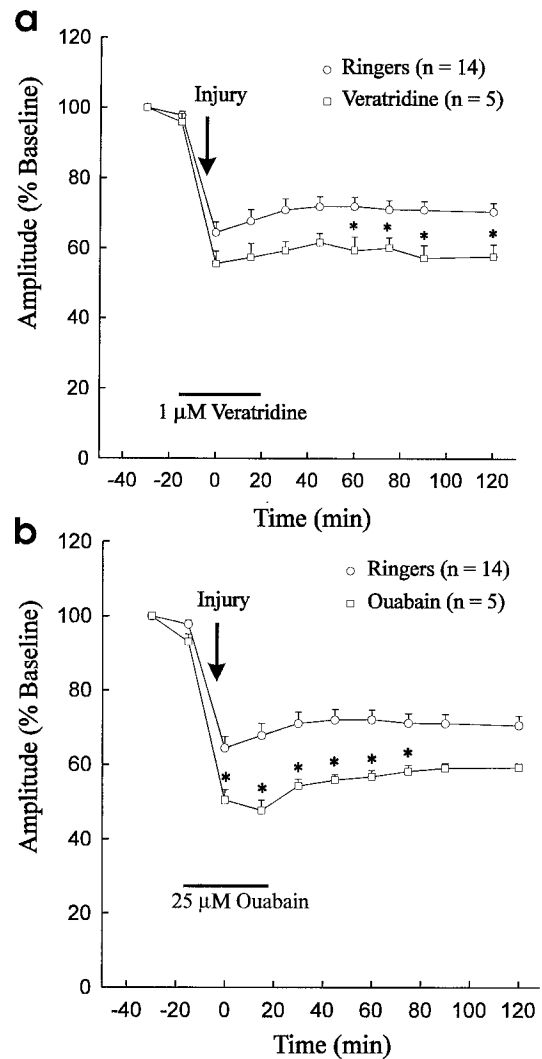 a
120
100
80
60
40
20
0
Amplitude (% Baseline)
Injury
Ringers (n = 14)
Veratridine (n = 5)
* * * *
1 μM Veratridine
-40 -20 0 20 40 60 80 100 120
Time (min)
b
120
100
80
60
40
20
0
Amplitude (% Baseline)
Injury
Ringers (n = 14)
Ouabain (n = 5)
* * * * * *
25 μM Ouabain
-40 -20 0 20 40 60 80 100 120
Time (min)